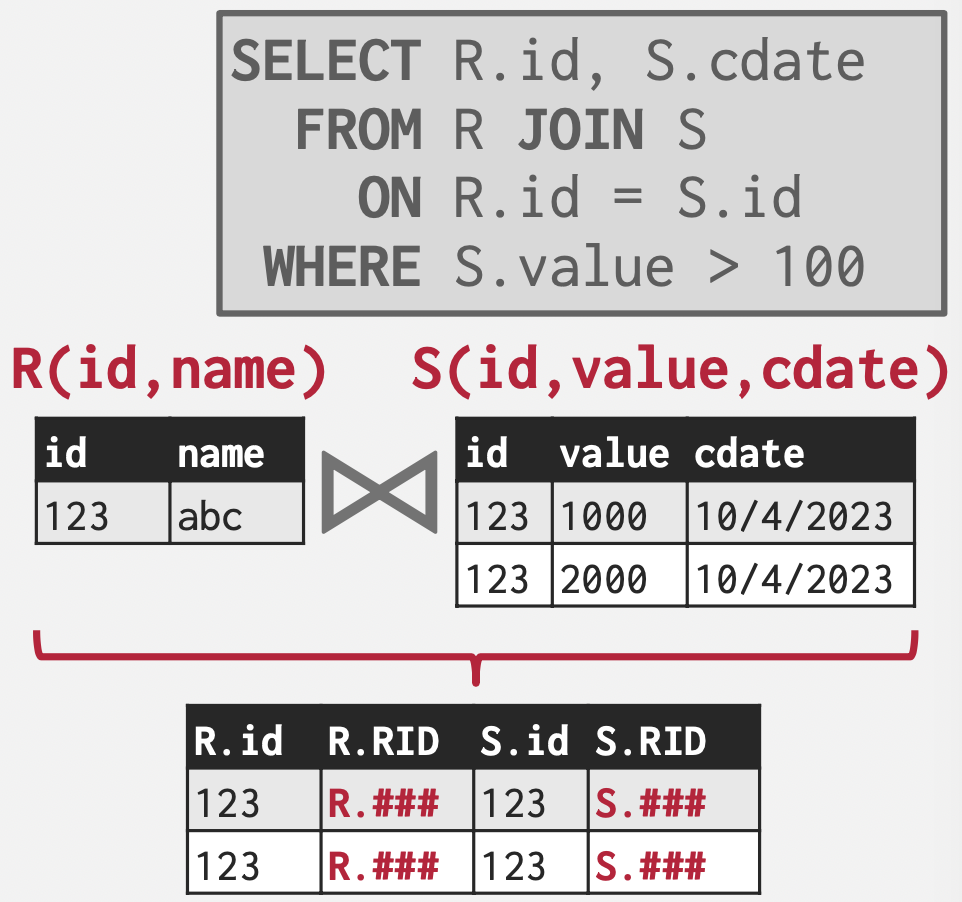 SELECT R.id, S.cdate
FROM R JOIN S
ON R.id = S.id
WHERE S.value > 100
R(id,name) S(id,value,cdate)
id name id value cdate
123 abc 123 1000 10/4/2023
123 2000 10/4/2023
R.id R.RID S.id S.RID
123 R.### 123 S.###
123 R.### 123 S.###